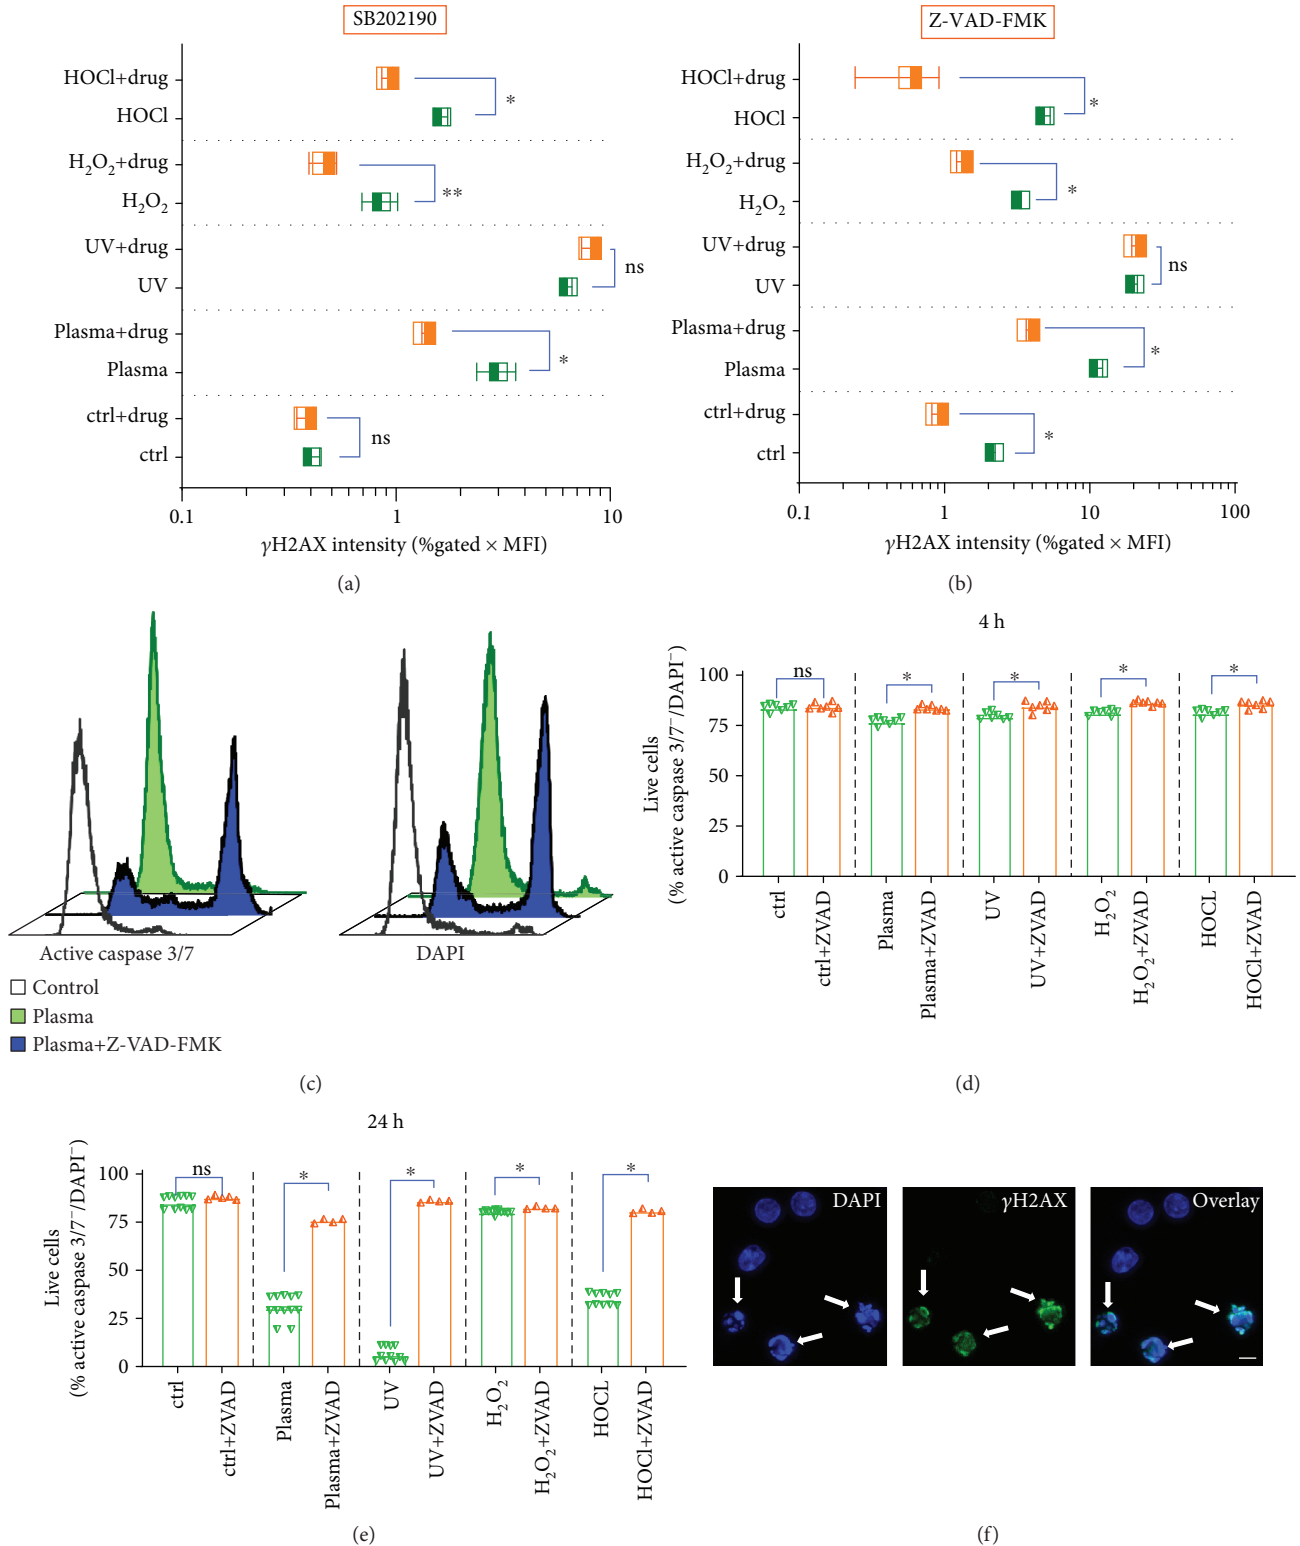 SB202190
HOCl+drug
HOCl
H₂O₂+drug
H₂O₂
UV+drug
UV
Plasma+drug
Plasma
ctrl+drug
ctrl
*
**
ns
*
ns
0.1 1 10
γH2AX intensity (%gated × MFI)
(a)
Z-VAD-FMK
HOCl+drug
HOCl
H₂O₂+drug
H₂O₂
UV+drug
UV
Plasma+drug
Plasma
ctrl+drug
ctrl
*
*
ns
*
*
0.1 1 10 100
γH2AX intensity (%gated × MFI)
(b)
Active caspase 3/7
DAPI
Control
Plasma
Plasma+Z-VAD-FMK
(c)
4 h
Live cells
(% active caspase 3/7⁻/DAPI⁻)
100
75
50
25
0
ns * * * *
ctrl
ctrl+ZVAD
Plasma
Plasma+ZVAD
UV
UV+ZVAD
H₂O₂
H₂O₂+ZVAD
HOCL
HOCl+ZVAD
(d)
24 h
Live cells
(% active caspase 3/7⁻/DAPI⁻)
100
75
50
25
0
ns * * * *
ctrl
ctrl+ZVAD
Plasma
Plasma+ZVAD
UV
UV+ZVAD
H₂O₂
H₂O₂+ZVAD
HOCL
HOCl+ZVAD
(e)
DAPI
γH2AX
Overlay
(f)